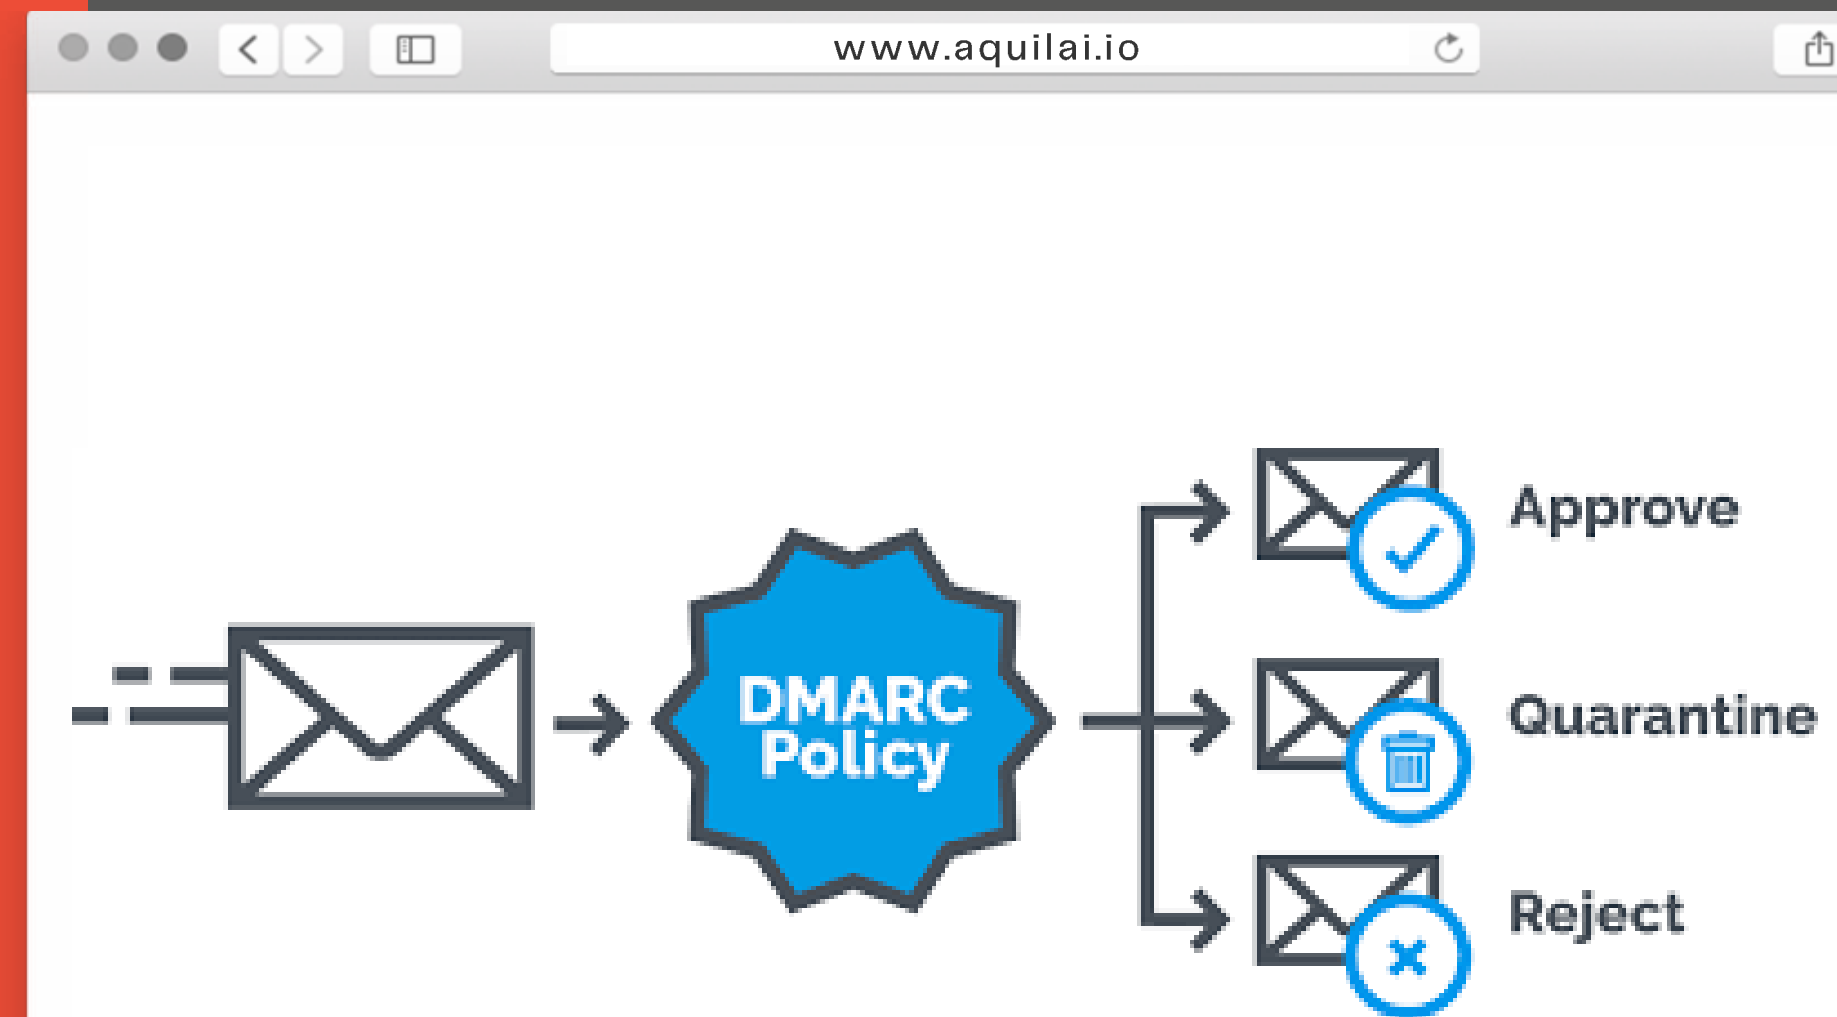 www.aquilai.io
DMARC
Policy
Approve
Quarantine
Reject